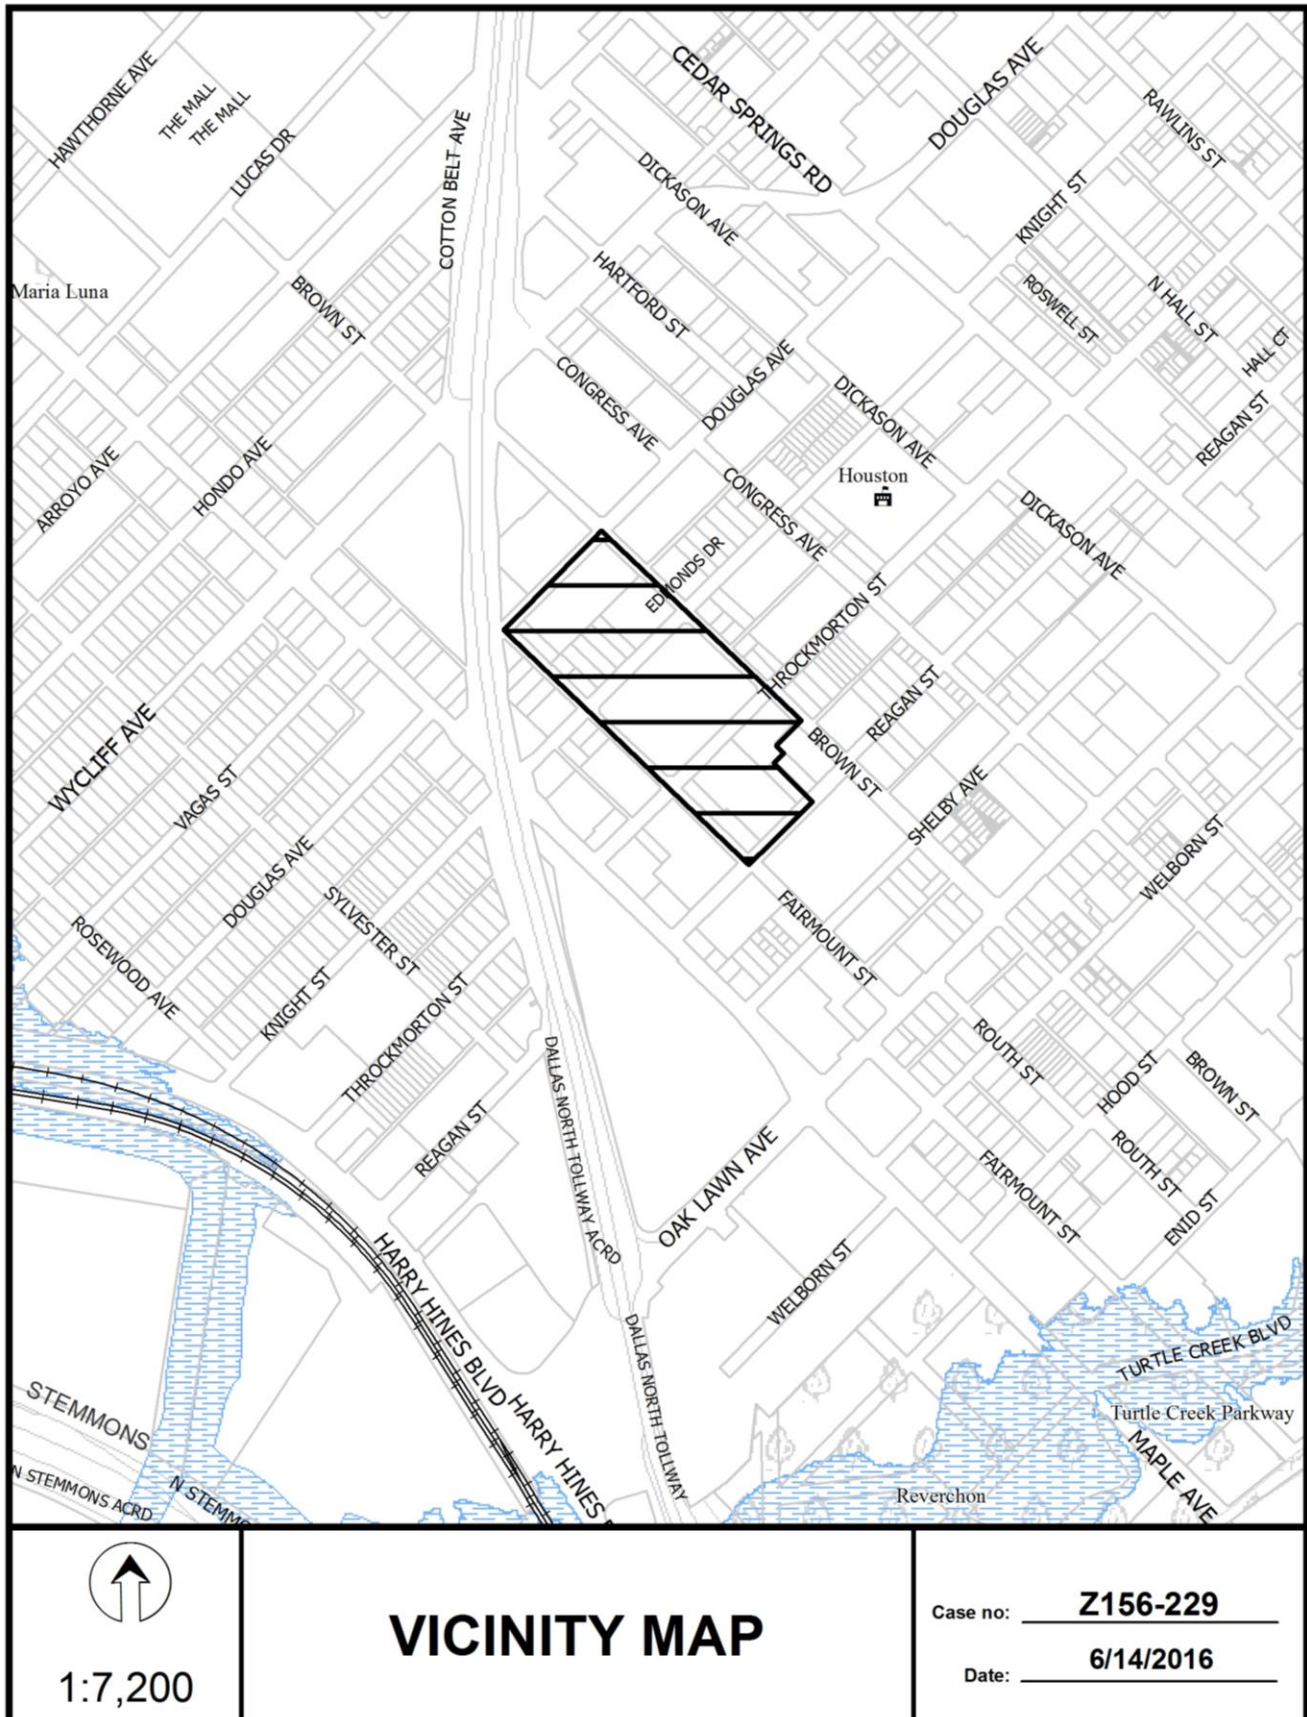 CEDAR SPRINGS RD
DOUGLAS AVE
HAWTHORNE AVE
THE MALL
THE MALL
RAWLINS ST
LUCAS DR
COTTON BELT AVE
DICKASON AVE
KNIGHT ST
Maria Luna
BROWN ST
HARTFORD ST
ROSWELL ST
N HALL ST
HALL CT
CONGRESS AVE
DOUGLAS AVE
DICKASON AVE
REAGAN ST
ARROYO AVE
HONDO AVE
Houston
CONGRESS AVE
DICKASON AVE
EDMONDS DR
THROCKMORTON ST
REAGAN ST
WYCLIFF AVE
VAGAS ST
BROWN ST
SHELBY AVE
WELBORN ST
DOUGLAS AVE
SYLVESTER ST
FAIRMOUNT ST
ROSEWOOD AVE
KNIGHT ST
THROCKMORTON ST
ROUTH ST
HOOD ST
BROWN ST
DALLAS NORTH TOLLWAY ACRD
REAGAN ST
OAK LAWN AVE
ROUTH ST
FAIRMOUNT ST
ENID ST
HARRY HINES BLVD
WELBORN ST
DALLAS NORTH TOLLWAY
TURTLE CREEK BLVD
STEMMONS
HARRY HINES
Turtle Creek Parkway
MAPLE AVE
N STEMMONS ACRD
N STEMMO
Reverchon
1:7,200
VICINITY MAP
Case no: Z156-229
Date: 6/14/2016